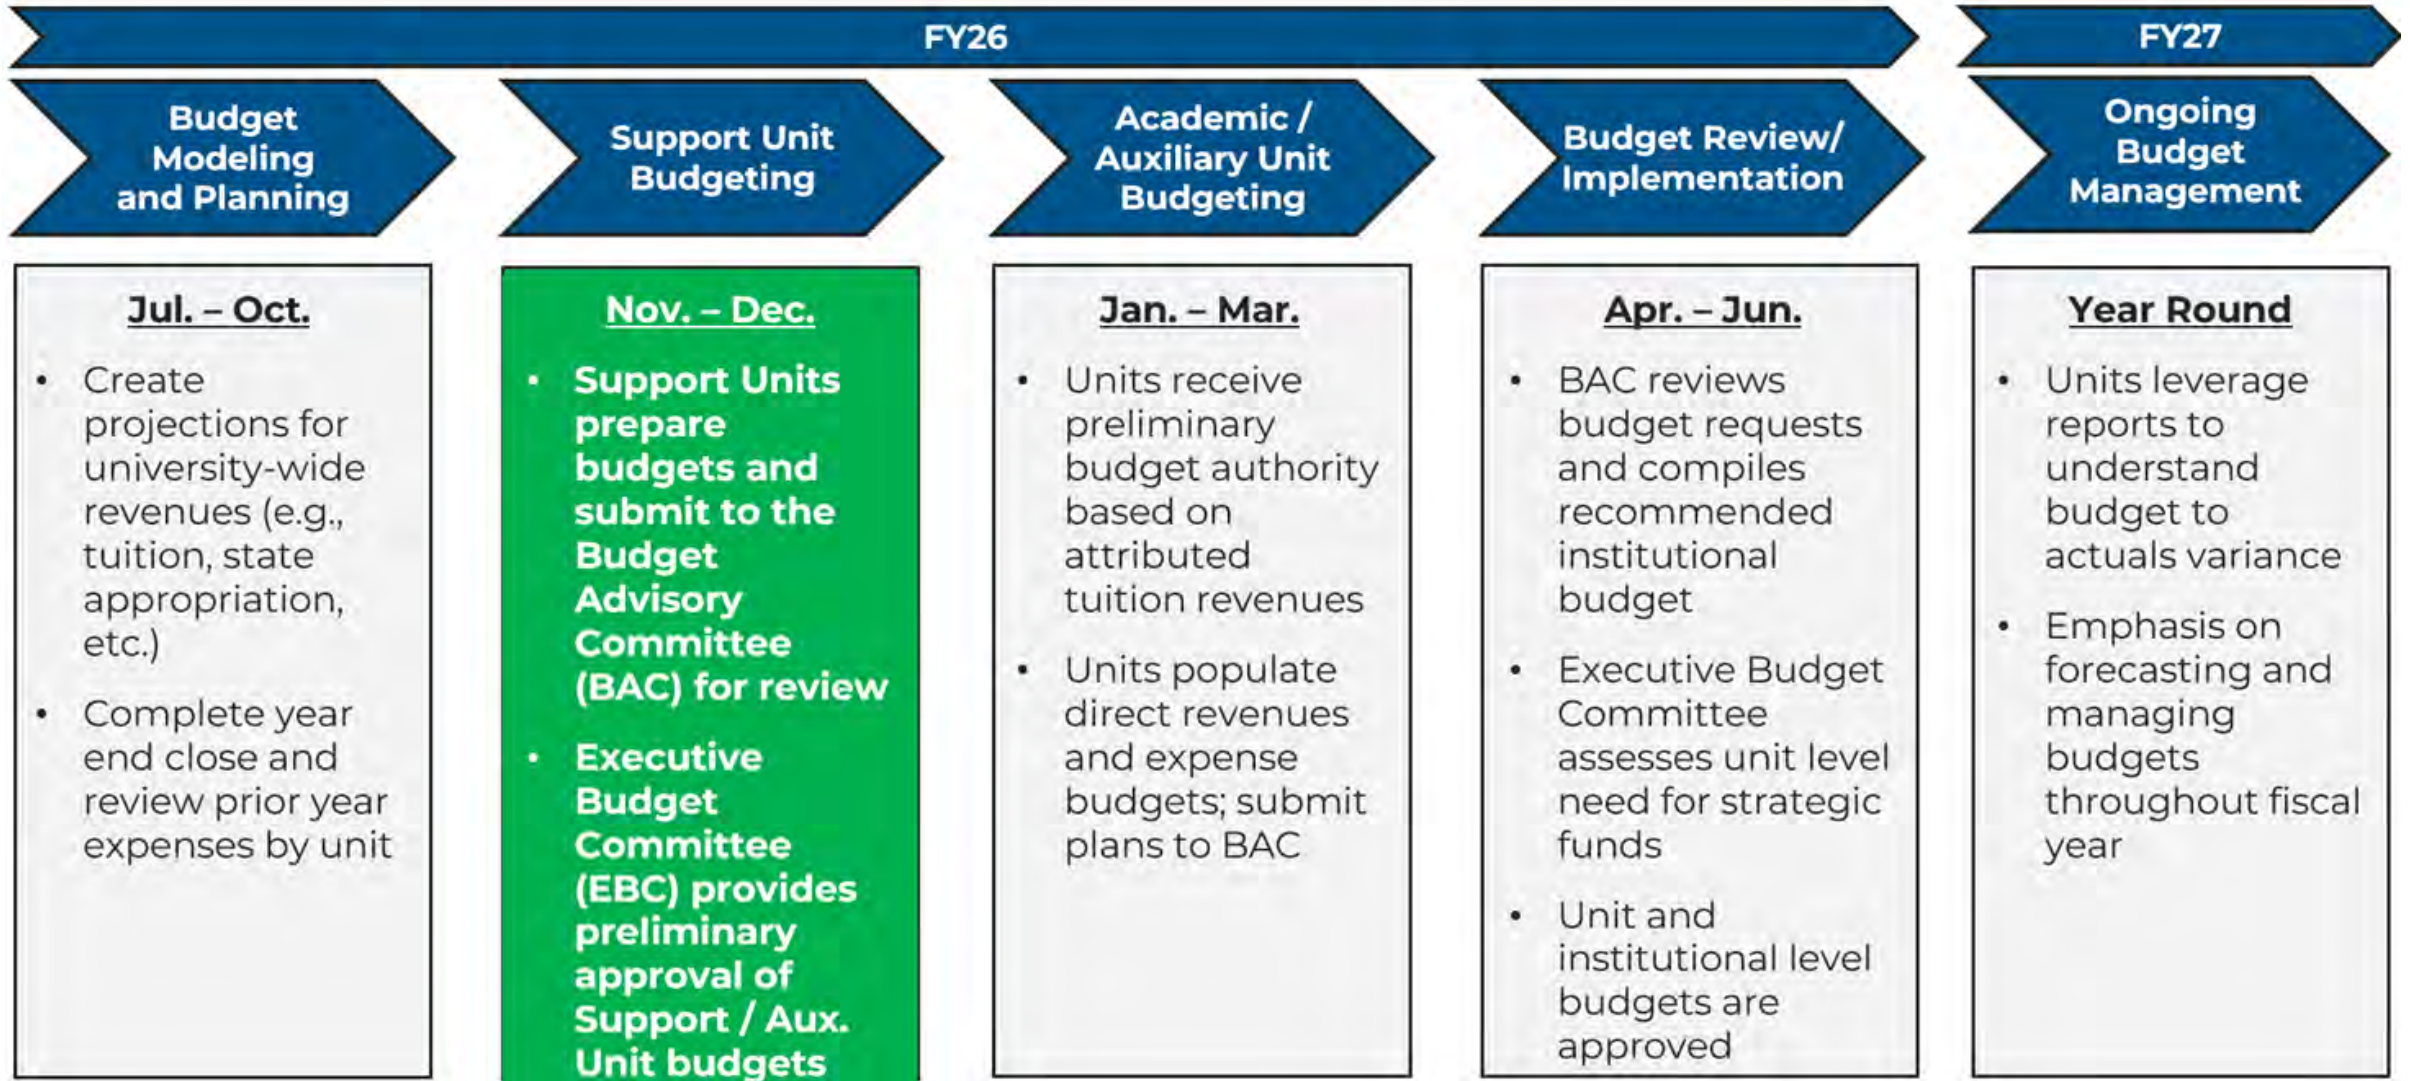 FY26
FY27
Budget
Modeling
and Planning
Support Unit
Budgeting
Academic /
Auxiliary Unit
Budgeting
Budget Review/
Implementation
Ongoing
Budget
Management
Jul. – Oct.
• Create
projections for
university-wide
revenues (e.g.,
tuition, state
appropriation,
etc.)
• Complete year
end close and
review prior year
expenses by unit
Nov. – Dec.
• Support Units
prepare
budgets and
submit to the
Budget
Advisory
Committee
(BAC) for review
• Executive
Budget
Committee
(EBC) provides
preliminary
approval of
Support / Aux.
Unit budgets
Jan. – Mar.
• Units receive
preliminary
budget authority
based on
attributed
tuition revenues
• Units populate
direct revenues
and expense
budgets; submit
plans to BAC
Apr. – Jun.
• BAC reviews
budget requests
and compiles
recommended
institutional
budget
• Executive Budget
Committee
assesses unit level
need for strategic
funds
• Unit and
institutional level
budgets are
approved
Year Round
• Units leverage
reports to
understand
budget to
actuals variance
• Emphasis on
forecasting and
managing
budgets
throughout fiscal
year